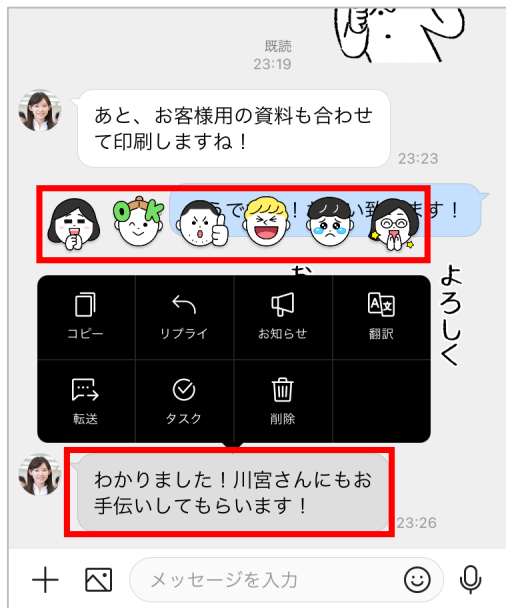 既読
23:19
あと、お客様用の資料も合わせ
て印刷しますね！
23:23
OK
す！
よろしく
コピー
リプライ
お知らせ
翻訳
転送
タスク
削除
わかりました！川宮さんにもお
手伝いしてもらいます！
23:26
メッセージを入力